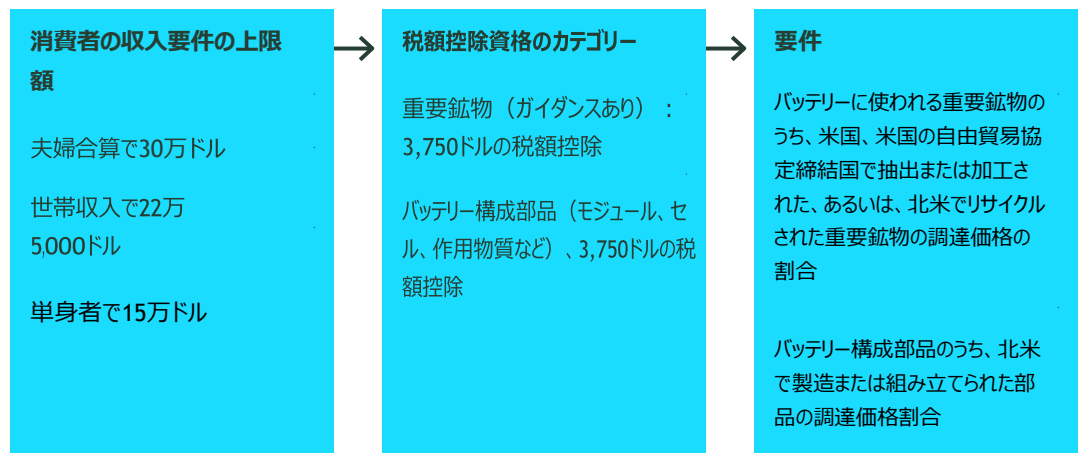 消費者の収入要件の上限
額
夫婦合算で30万ドル
世帯収入で22万
5,000ドル
単身者で15万ドル
税額控除資格のカテゴリー
重要鉱物（ガイダンスあり）：
3,750ドルの税額控除
バッテリー構成部品（モジュール、セ
ル、作用物質など）、3,750ドルの税
額控除
要件
バッテリーに使われる重要鉱物の
うち、米国、米国の自由貿易協
定締結国で抽出または加工さ
れた、あるいは、北米でリサイクル
された重要鉱物の調達価格の
割合
バッテリー構成部品のうち、北米
で製造または組み立てられた部
品の調達価格割合